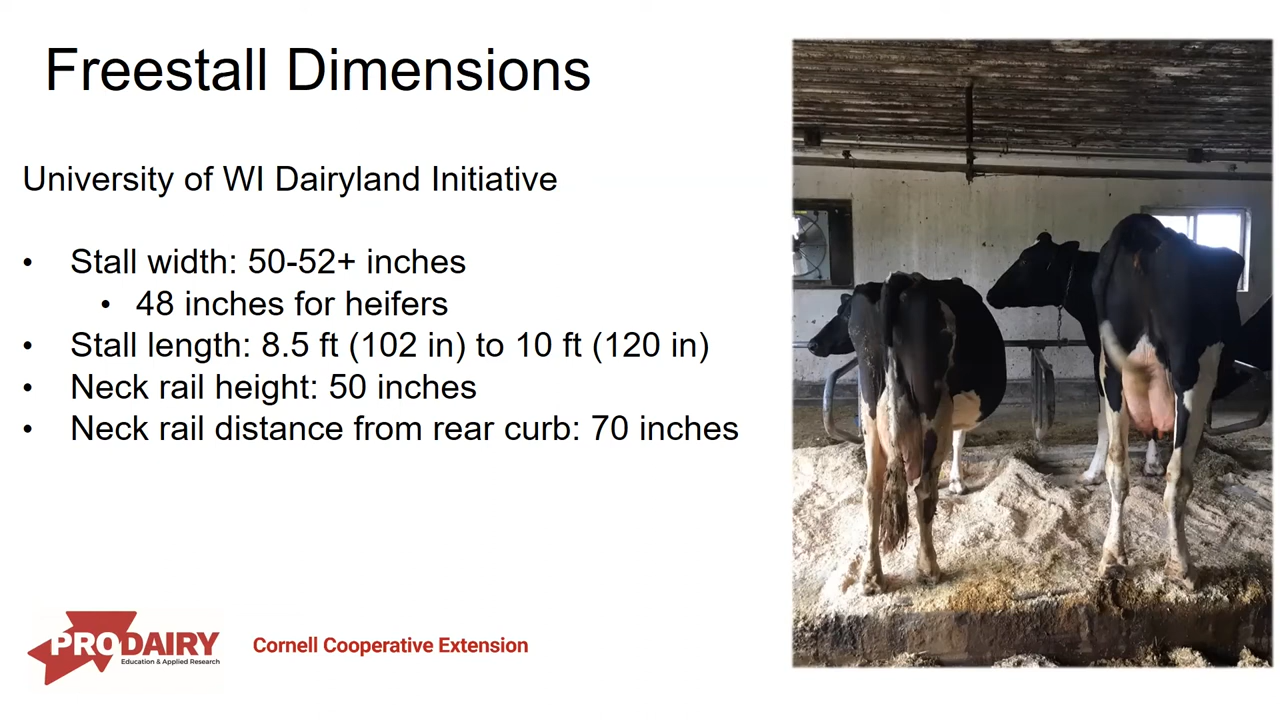 Freestall Dimensions
University of WI Dairyland Initiative
• Stall width: 50-52+ inches
• 48 inches for heifers
• Stall length: 8.5 ft (102 in) to 10 ft (120 in)
• Neck rail height: 50 inches
• Neck rail distance from rear curb: 70 inches
PRODAIRY
Education & Applied Research
Cornell Cooperative Extension